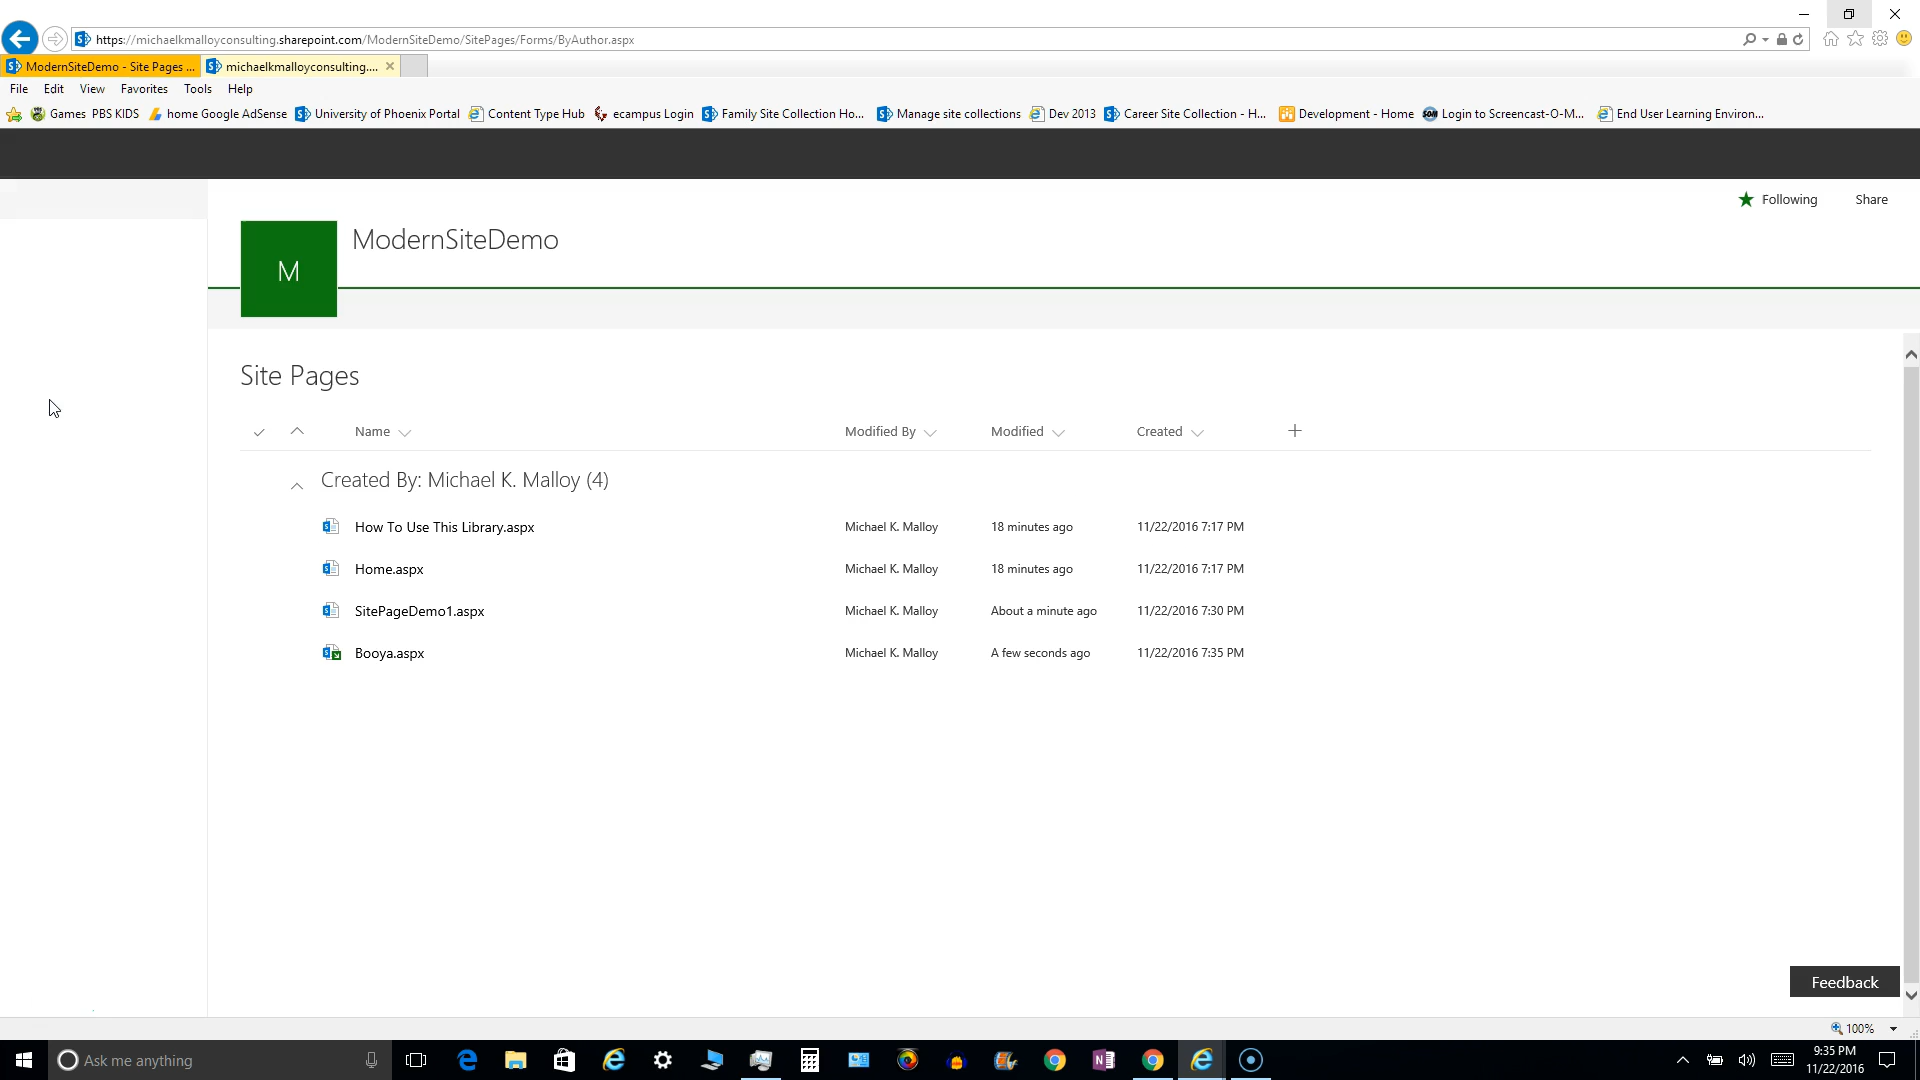 https://michaelkmalloyconsulting.sharepoint.com/ModernSiteDemo/SitePages/Forms/ByAuthor.aspx
ModernSiteDemo - Site Pages ... michaelkmalloyconsulting....
File Edit View Favorites Tools Help
Games PBS KIDS home Google AdSense University of Phoenix Portal Content Type Hub ecampus Login Family Site Collection Ho... Manage site collections Dev 2013 Career Site Collection - H... Development - Home Login to Screencast-O-M... End User Learning Environ...
Following Share
ModernSiteDemo
M
Site Pages
Name Modified By Modified Created
Created By: Michael K. Malloy (4)
How To Use This Library.aspx Michael K. Malloy 18 minutes ago 11/22/2016 7:17 PM
Home.aspx Michael K. Malloy 18 minutes ago 11/22/2016 7:17 PM
SitePageDemo1.aspx Michael K. Malloy About a minute ago 11/22/2016 7:30 PM
Booya.aspx Michael K. Malloy A few seconds ago 11/22/2016 7:35 PM
Feedback
100%
Ask me anything
9:35 PM
11/22/2016